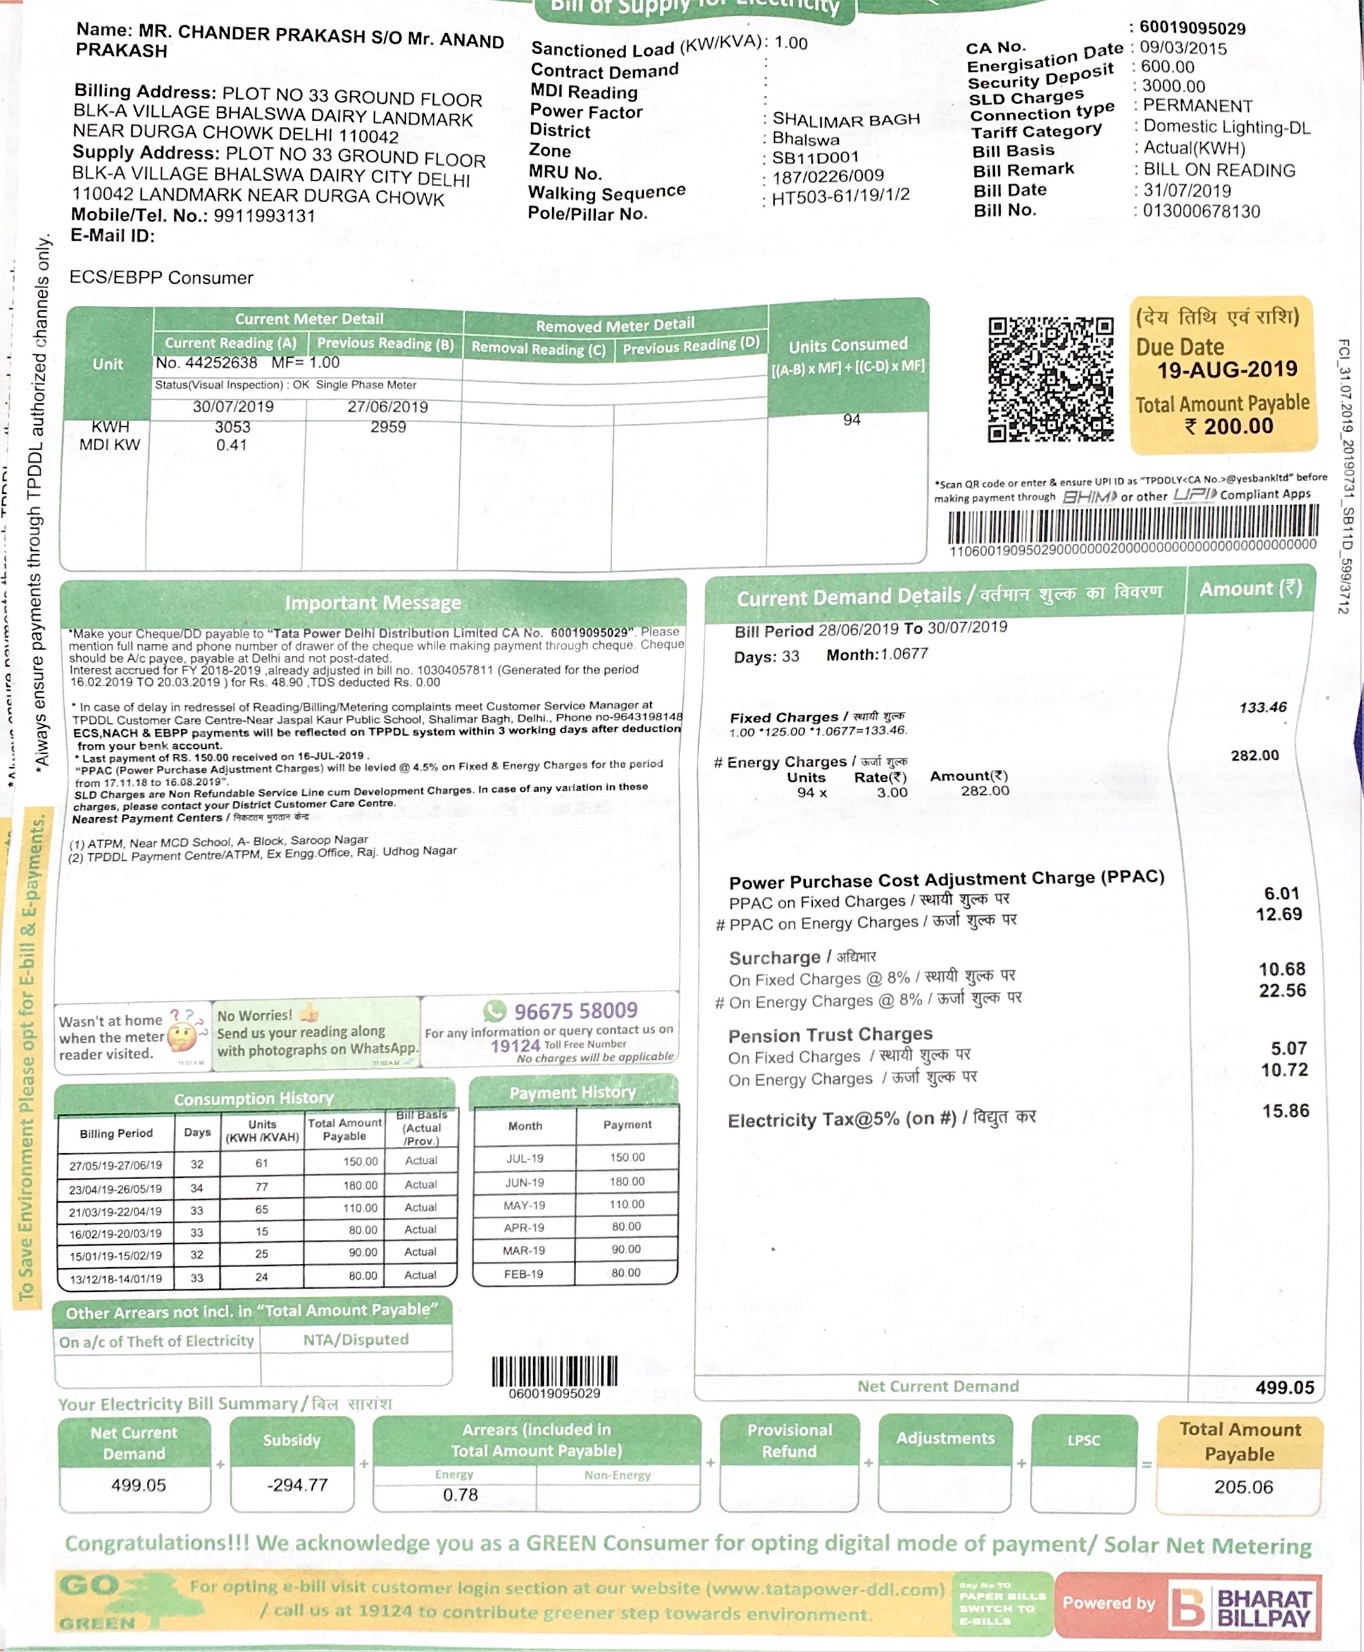 Bill of Supply for Electricity
Name: MR. CHANDER PRAKASH S/O Mr. ANAND
PRAKASH
Billing Address: PLOT NO 33 GROUND FLOOR
BLK-A VILLAGE BHALSWA DAIRY LANDMARK
NEAR DURGA CHOWK DELHI 110042
Supply Address: PLOT NO 33 GROUND FLOOR
BLK-A VILLAGE BHALSWA DAIRY CITY DELHI
110042 LANDMARK NEAR DURGA CHOWK
Mobile/Tel. No.: 9911993131
E-Mail ID:
ECS/EBPP Consumer
Sanctioned Load (KW/KVA) : 1.00
Contract Demand :
MDI Reading :
Power Factor :
District : SHALIMAR BAGH
Zone : Bhalswa
MRU No. : SB11D001
Walking Sequence : 187/0226/009
Pole/Pillar No. : HT503-61/19/1/2
CA No. : 60019095029
Energisation Date : 09/03/2015
Security Deposit : 600.00
SLD Charges : 3000.00
Connection type : PERMANENT
Tariff Category : Domestic Lighting-DL
Bill Basis : Actual(KWH)
Bill Remark : BILL ON READING
Bill Date : 31/07/2019
Bill No. : 013000678130
*Always ensure payments through TPDDL authorized channels only.
To Save Environment Please opt for E-bill & E-payments.
Unit
Current Meter Detail
Removed Meter Detail
Units Consumed
[(A-B) x MF] + [(C-D) x MF]
Current Reading (A) Previous Reading (B) Removal Reading (C) Previous Reading (D)
No. 44252638 MF= 1.00
Status(Visual Inspection) : OK Single Phase Meter
30/07/2019 27/06/2019
KWH 3053 2959 94
MDI KW 0.41
(देय तिथि एवं राशि)
Due Date
19-AUG-2019
Total Amount Payable
₹ 200.00
*Scan QR code or enter & ensure UPI ID as "TPDDLY<CA No.>@yesbankltd" before
making payment through BHIM or other UPI Compliant Apps
FCI_31.07.2019_20190731_SB11D_599/3712
Important Message
*Make your Cheque/DD payable to "Tata Power Delhi Distribution Limited CA No. 60019095029". Please
mention full name and phone number of drawer of the cheque while making payment through cheque. Cheque
should be A/c payee, payable at Delhi and not post-dated.
Interest accrued for FY 2018-2019 ,already adjusted in bill no. 10304057811 (Generated for the period
16.02.2019 TO 20.03.2019 ) for Rs. 48.90 ,TDS deducted Rs. 0.00
* In case of delay in redressel of Reading/Billing/Metering complaints meet Customer Service Manager at
TPDDL Customer Care Centre-Near Jaspal Kaur Public School, Shalimar Bagh, Delhi., Phone no-9643198148
ECS,NACH & EBPP payments will be reflected on TPPDL system within 3 working days after deduction
from your bank account.
* Last payment of RS. 150.00 received on 16-JUL-2019 .
"PPAC (Power Purchase Adjustment Charges) will be levied @ 4.5% on Fixed & Energy Charges for the period
from 17.11.18 to 16.08.2019".
SLD Charges are Non Refundable Service Line cum Development Charges. In case of any variation in these
charges, please contact your District Customer Care Centre.
Nearest Payment Centers / निकटतम भुगतान केन्द्र
(1) ATPM, Near MCD School, A- Block, Saroop Nagar
(2) TPDDL Payment Centre/ATPM, Ex Engg.Office, Raj. Udhog Nagar
Wasn't at home ??
when the meter
reader visited.
No Worries!
Send us your reading along
with photographs on WhatsApp.
96675 58009
For any information or query contact us on
19124 Toll Free Number
No charges will be applicable
Current Demand Details / वर्तमान शुल्क का विवरण Amount (₹)
Bill Period 28/06/2019 To 30/07/2019
Days: 33 Month:1.0677
Fixed Charges / स्थायी शुल्क 133.46
1.00 *125.00 *1.0677=133.46.
# Energy Charges / ऊर्जा शुल्क 282.00
Units Rate(₹) Amount(₹)
94 x 3.00 282.00
Power Purchase Cost Adjustment Charge (PPAC)
PPAC on Fixed Charges / स्थायी शुल्क पर 6.01
# PPAC on Energy Charges / ऊर्जा शुल्क पर 12.69
Surcharge / अधिभार
On Fixed Charges @ 8% / स्थायी शुल्क पर 10.68
# On Energy Charges @ 8% / ऊर्जा शुल्क पर 22.56
Pension Trust Charges
On Fixed Charges / स्थायी शुल्क पर 5.07
On Energy Charges / ऊर्जा शुल्क पर 10.72
Electricity Tax@5% (on #) / विद्युत कर 15.86
Net Current Demand 499.05
Consumption History
Billing Period Days Units (KWH /KVAH) Total Amount Payable Bill Basis (Actual /Prov.)
27/05/19-27/06/19 32 61 150.00 Actual
23/04/19-26/05/19 34 77 180.00 Actual
21/03/19-22/04/19 33 65 110.00 Actual
16/02/19-20/03/19 33 15 80.00 Actual
15/01/19-15/02/19 32 25 90.00 Actual
13/12/18-14/01/19 33 24 80.00 Actual
Payment History
Month Payment
JUL-19 150.00
JUN-19 180.00
MAY-19 110.00
APR-19 80.00
MAR-19 90.00
FEB-19 80.00
Other Arrears not incl. in "Total Amount Payable"
On a/c of Theft of Electricity NTA/Disputed
060019095029
Your Electricity Bill Summary/बिल सारांश
Net Current Demand + Subsidy + Arrears (included in Total Amount Payable) + Provisional Refund + Adjustments + LPSC = Total Amount Payable
Energy Non-Energy
499.05 -294.77 0.78 205.06
Congratulations!!! We acknowledge you as a GREEN Consumer for opting digital mode of payment/ Solar Net Metering
GO
GREEN
For opting e-bill visit customer login section at our website (www.tatapower-ddl.com)
/ call us at 19124 to contribute greener step towards environment.
Say No TO
PAPER BILLS
SWITCH TO
E-BILLS
Powered by
BHARAT
BILLPAY